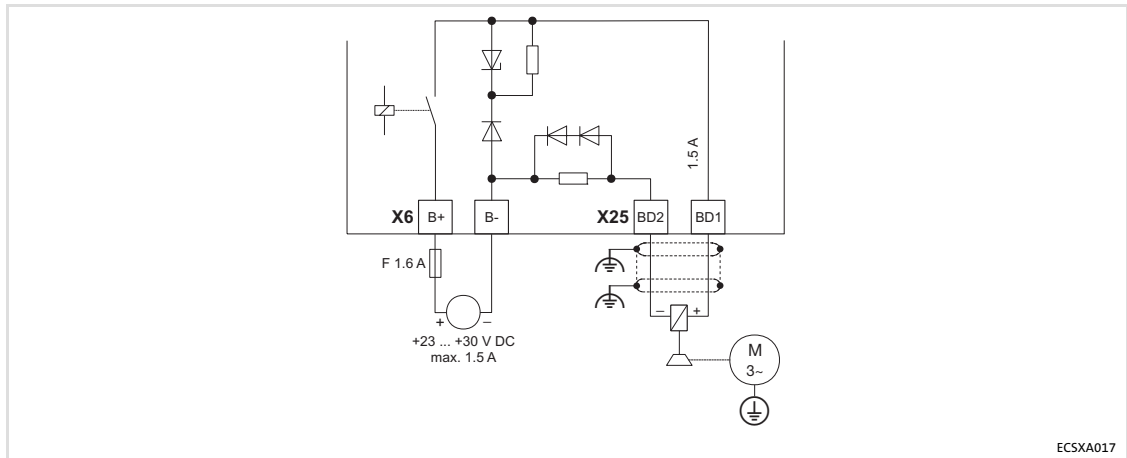 1.5 A
X6 B+ B- X25 BD2 BD1
F 1.6 A
+ –
– +
+23 ... +30 V DC
max. 1.5 A
M
3~
ECSXA017